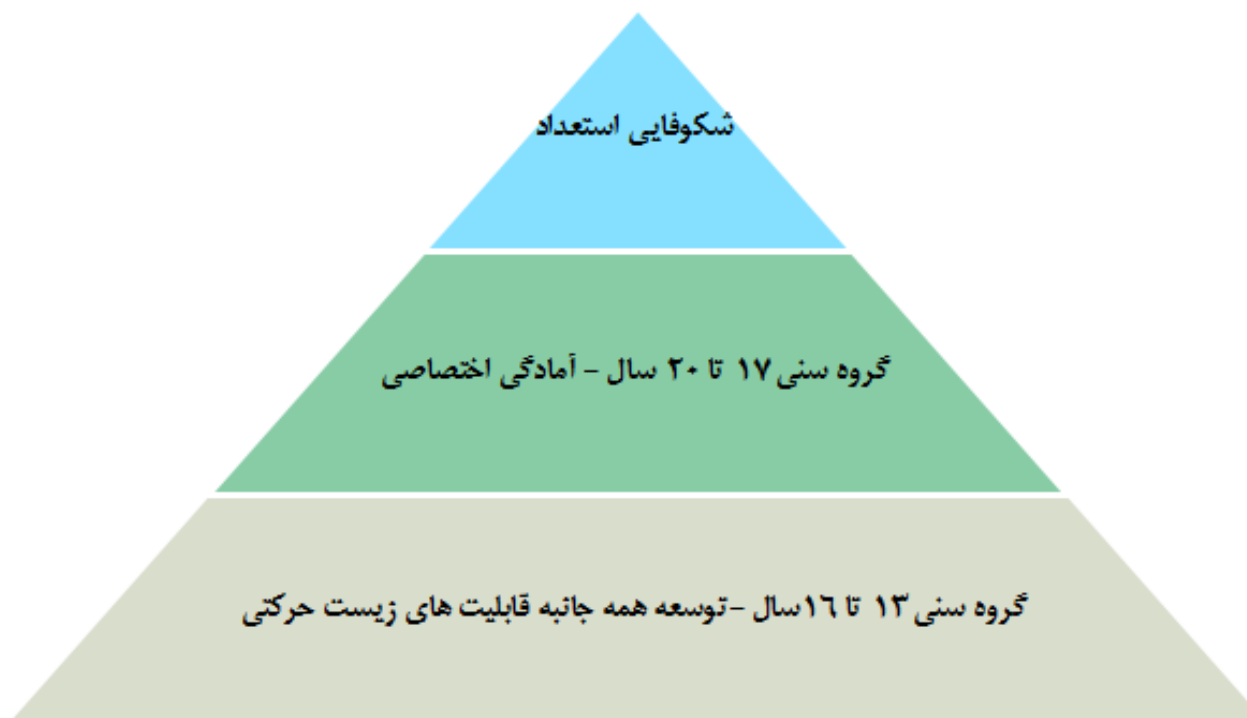 شکوفایی استعداد
گروه سنی ۱۷ تا ۲۰ سال - آمادگی اختصاصی
گروه سنی ۱۳ تا ۱٦سال -توسعه همه جانبه قابلیت های زیست حرکتی